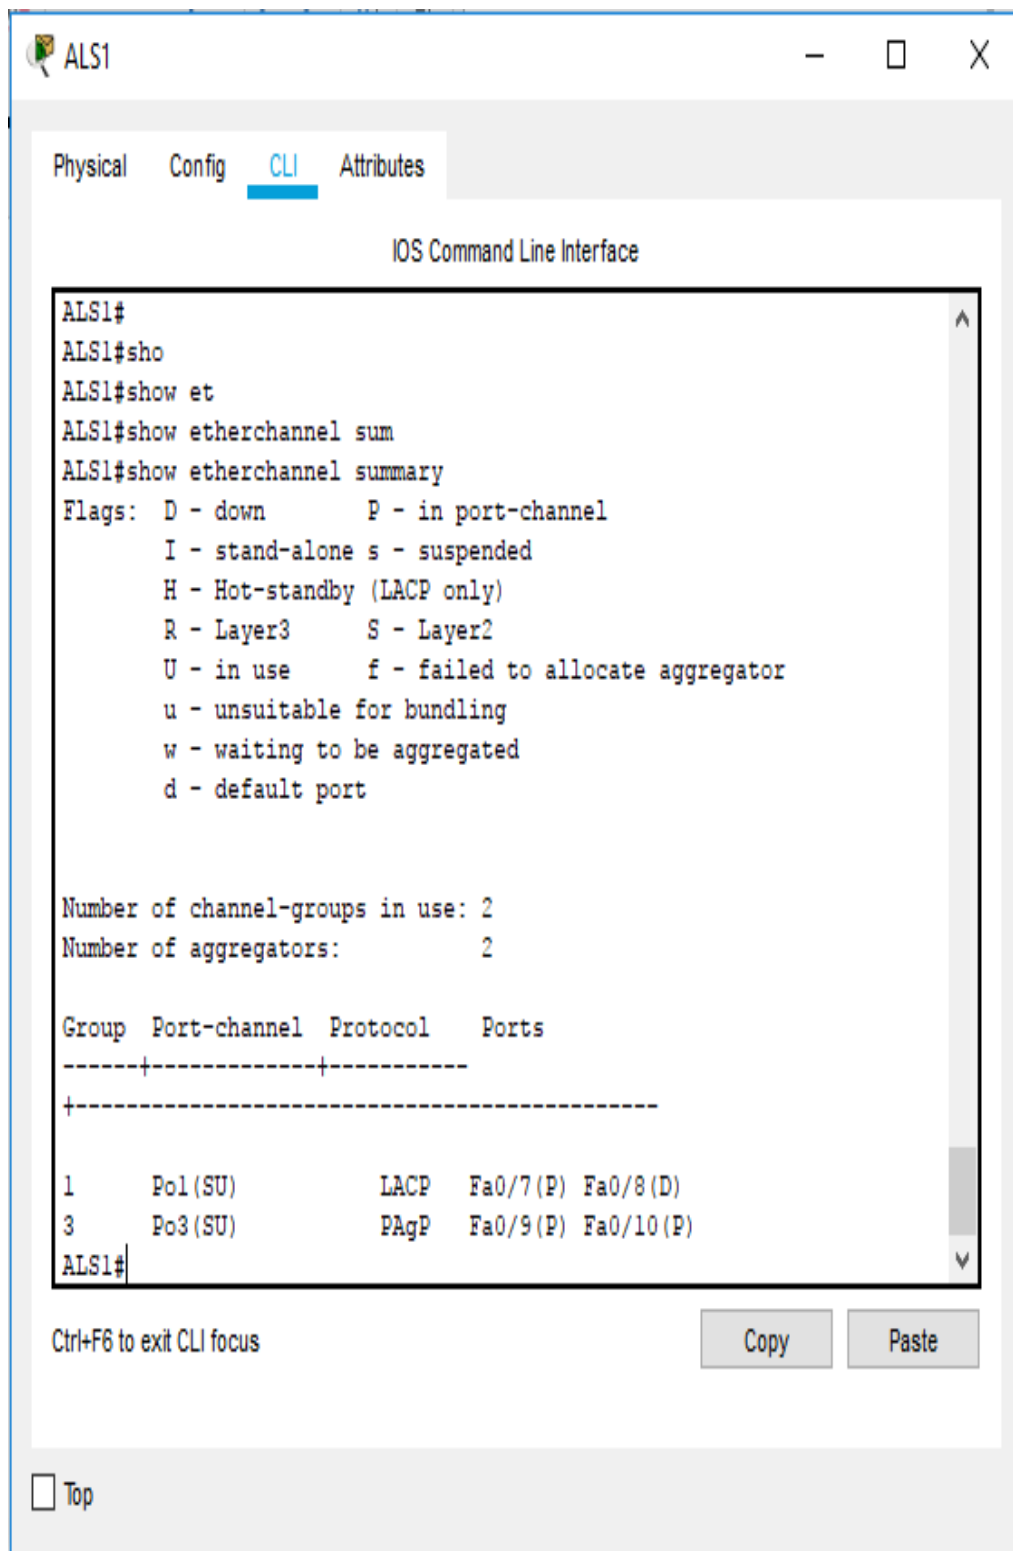 ALS1
Physical Config CLI Attributes
IOS Command Line Interface
ALS1#
ALS1#sho
ALS1#show et
ALS1#show etherchannel sum
ALS1#show etherchannel summary
Flags:  D - down        P - in port-channel
        I - stand-alone s - suspended
        H - Hot-standby (LACP only)
        R - Layer3      S - Layer2
        U - in use      f - failed to allocate aggregator
        u - unsuitable for bundling
        w - waiting to be aggregated
        d - default port
Number of channel-groups in use: 2
Number of aggregators:           2
Group  Port-channel  Protocol    Ports
------+-------------+-----------
+----------------------------------------------
1      Po1(SU)           LACP   Fa0/7(P) Fa0/8(D)
3      Po3(SU)           PAgP   Fa0/9(P) Fa0/10(P)
ALS1#
Ctrl+F6 to exit CLI focus
Copy Paste
Top